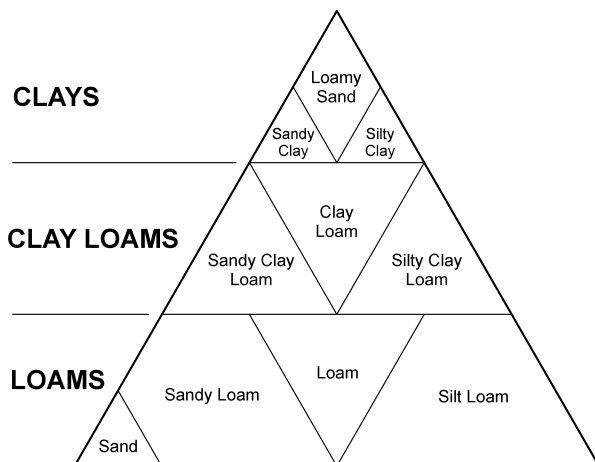 Loamy
Sand
CLAYS
Sandy
Clay
Silty
Clay
Clay
Loam
CLAY LOAMS
Sandy Clay
Loam
Silty Clay
Loam
LOAMS
Loam
Sandy Loam
Silt Loam
Sand